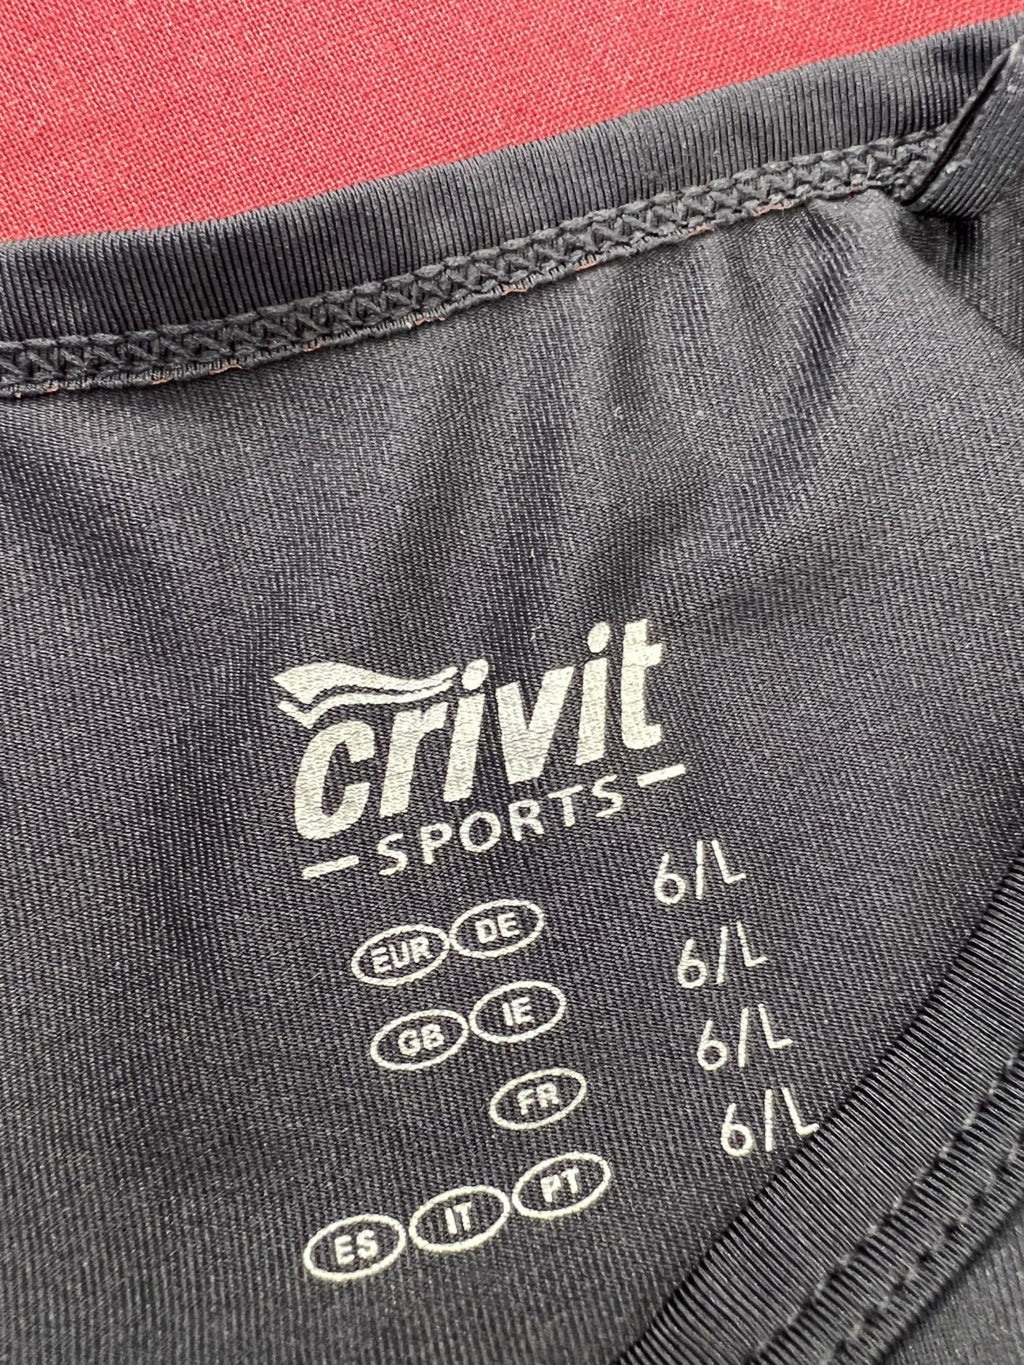 crivit
SPORTS
EUR DE 6/L
GB IE 6/L
FR 6/L
ES IT PT 6/L